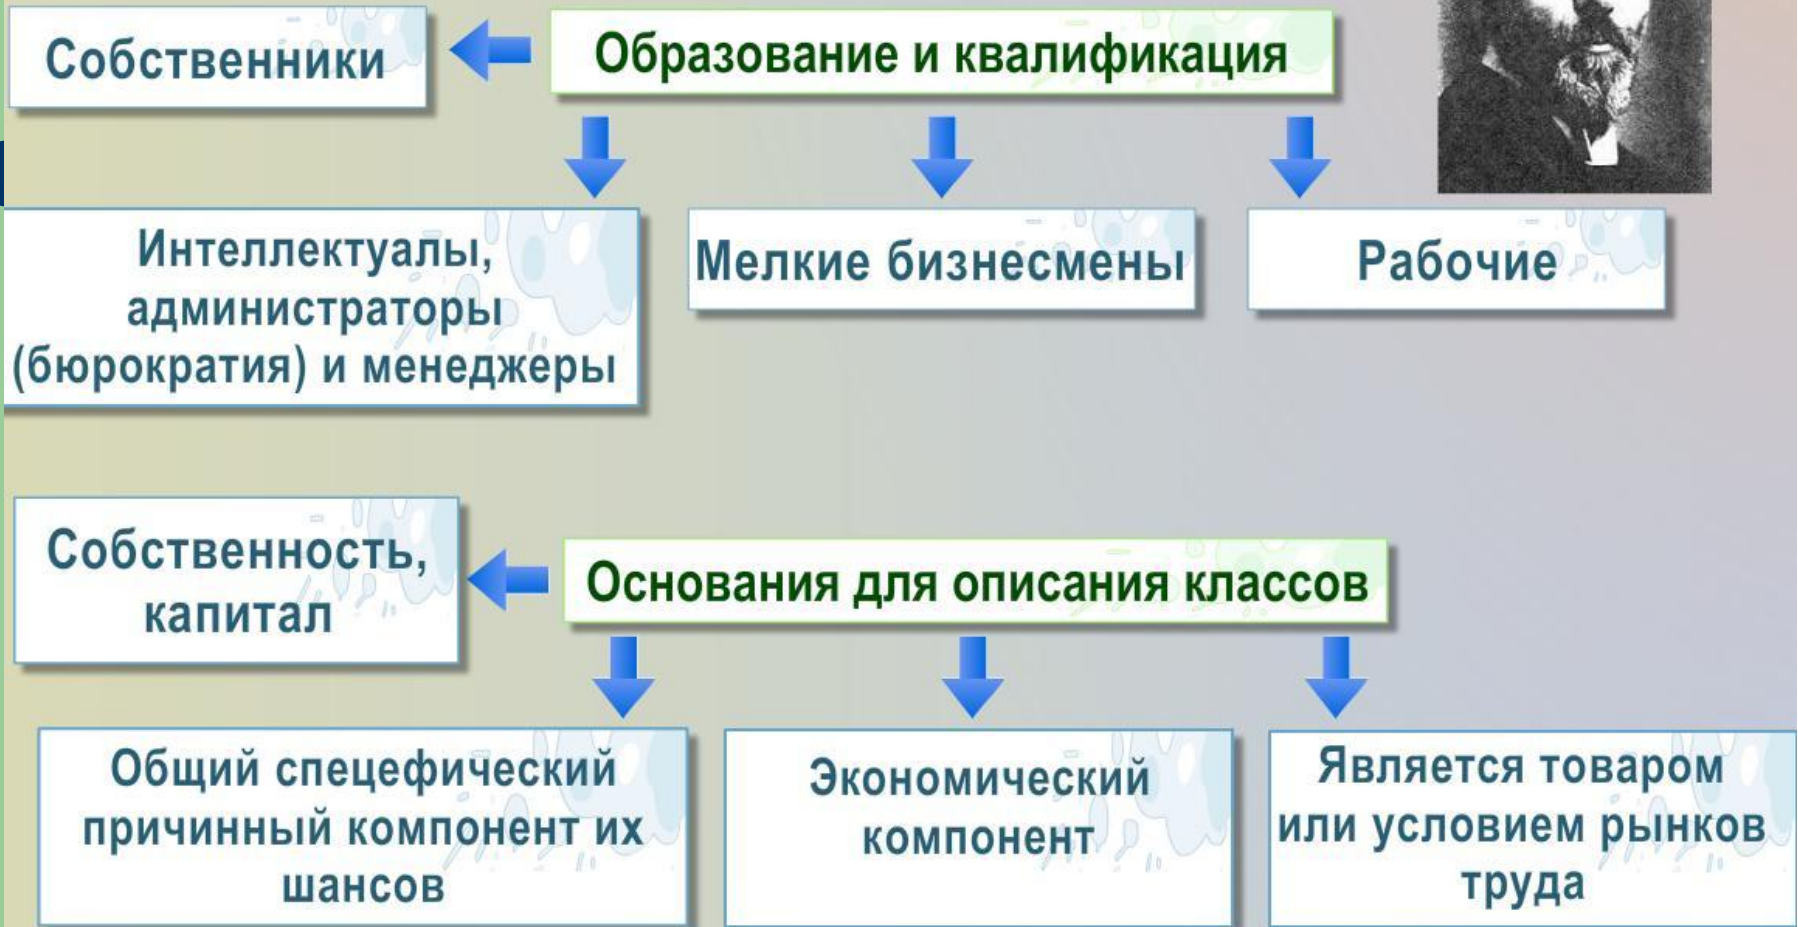 Собственники
Образование и квалификация
Интеллектуалы,
администраторы
(бюрократия) и менеджеры
Мелкие бизнесмены
Рабочие
Собственность,
капитал
Основания для описания классов
Общий спецефический
причинный компонент их
шансов
Экономический
компонент
Является товаром
или условием рынков
труда